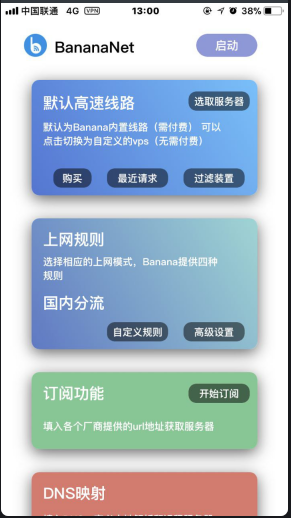 中国联通 4G VPN 13:00 38%
BananaNet 启动
默认高速线路 选取服务器
默认为Banana内置线路（需付费） 可以
点击切换为自定义的vps（无需付费）
购买 最近请求 过滤装置
上网规则
选择相应的上网模式，Banana提供四种
规则
国内分流
自定义规则 高级设置
订阅功能 开始订阅
填入各个厂商提供的url地址获取服务器
DNS映射